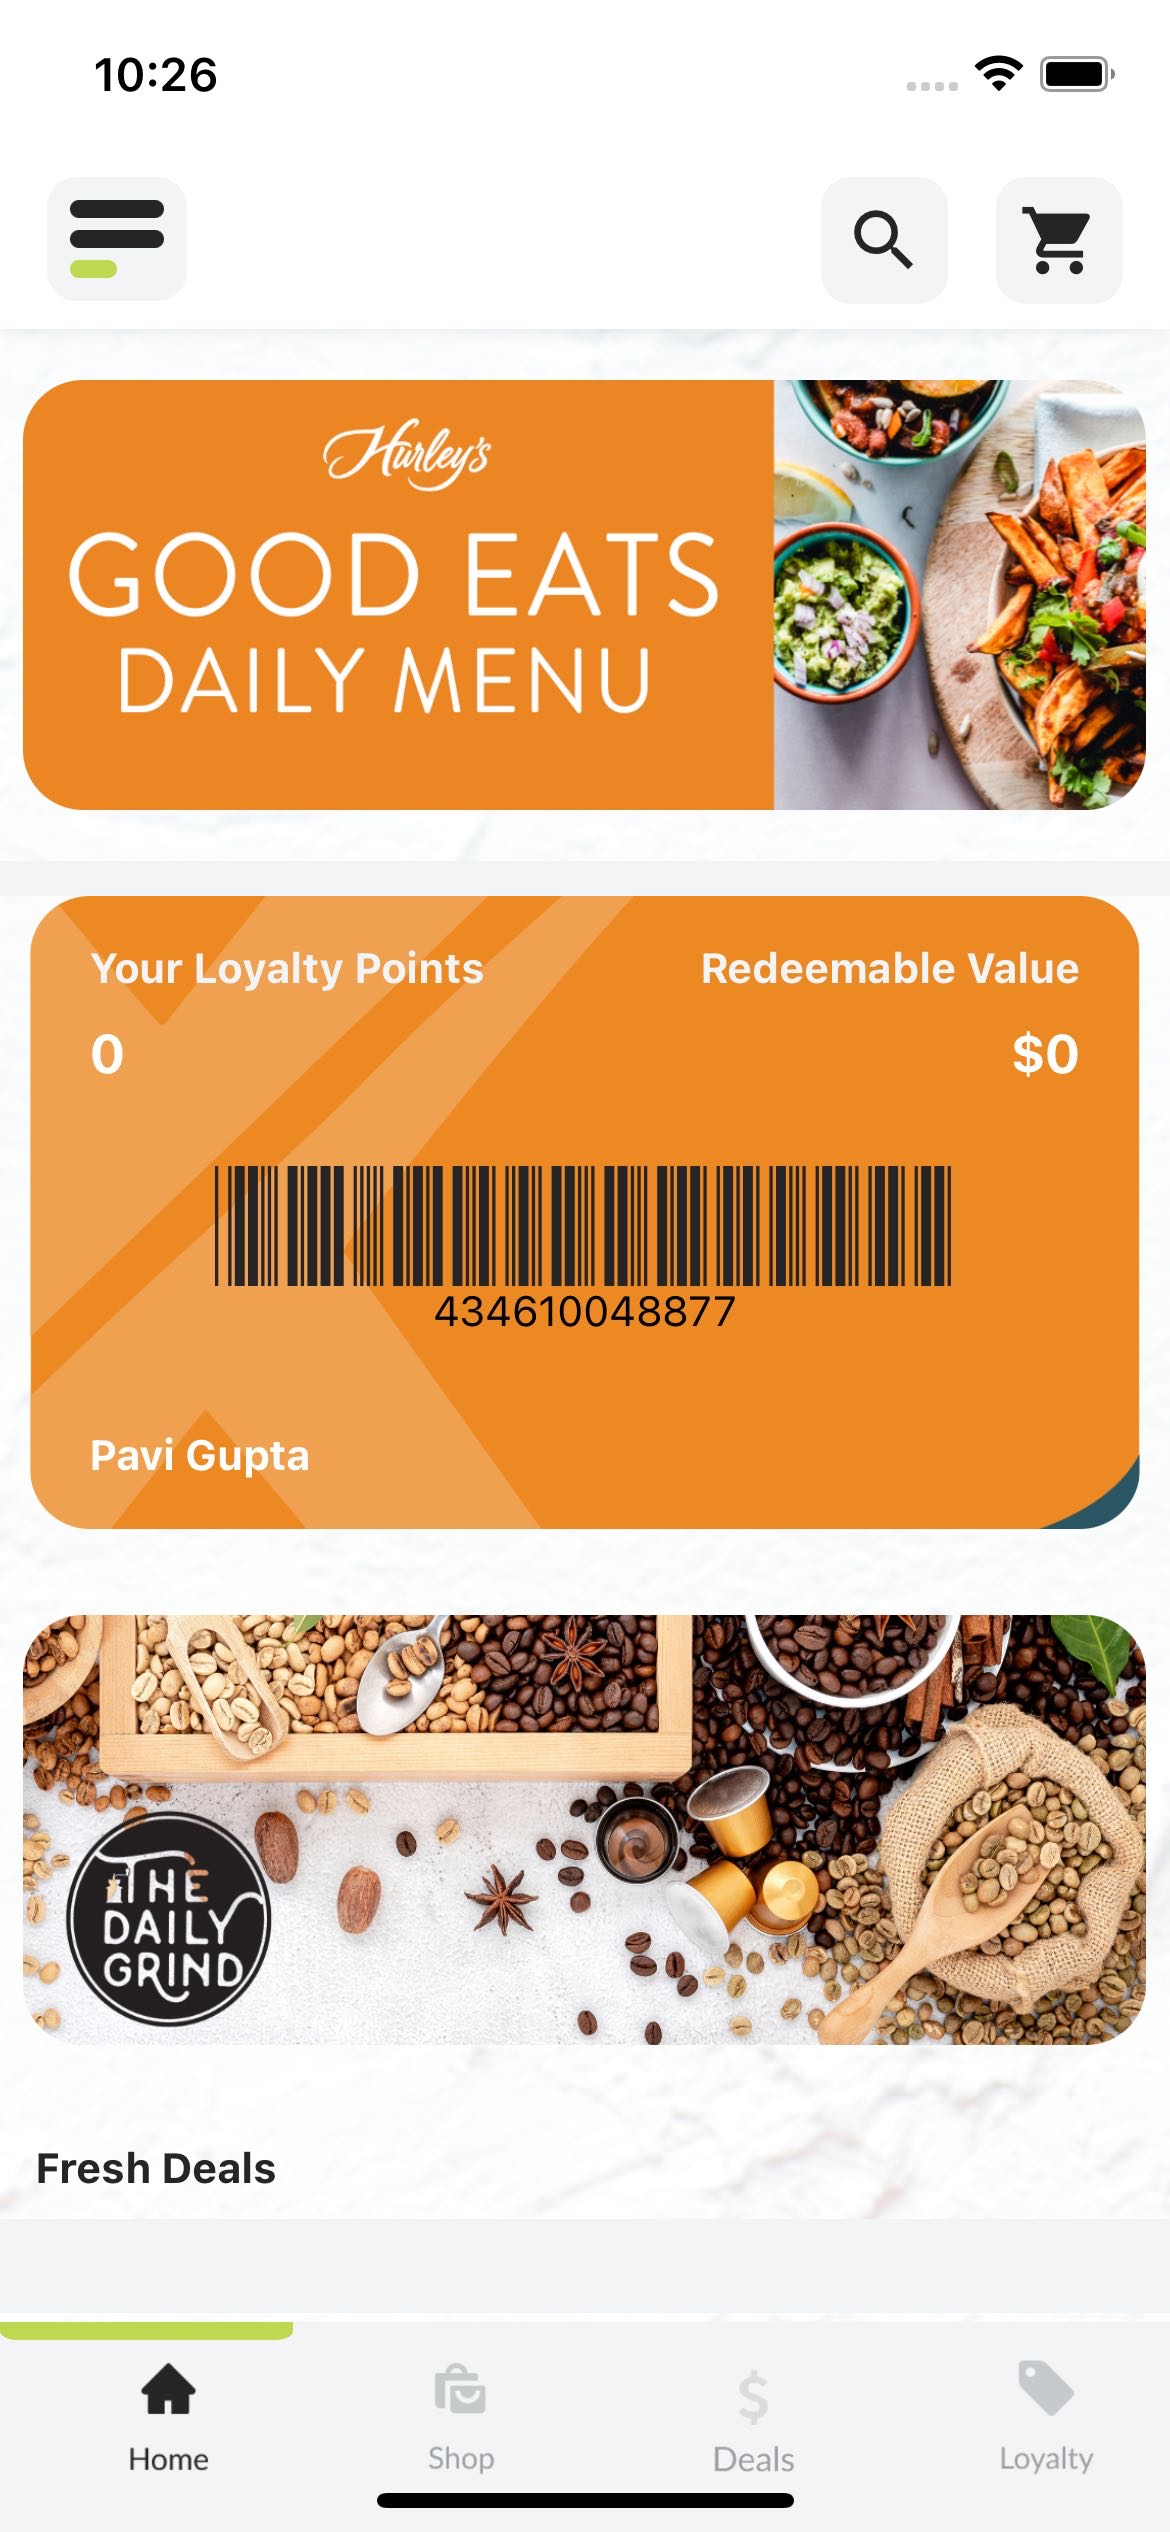 10:26
Hurley's
GOOD EATS
DAILY MENU
Your Loyalty Points
Redeemable Value
0
$0
434610048877
Pavi Gupta
THE
DAILY
GRIND
Fresh Deals
Home
Shop
Deals
Loyalty